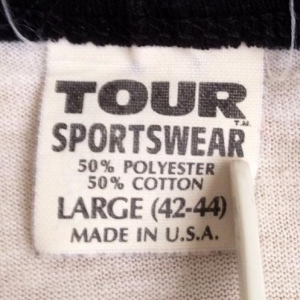 TOUR T.M.
SPORTSWEAR
50% POLYESTER
50% COTTON
LARGE (42-44)
MADE IN U.S.A.